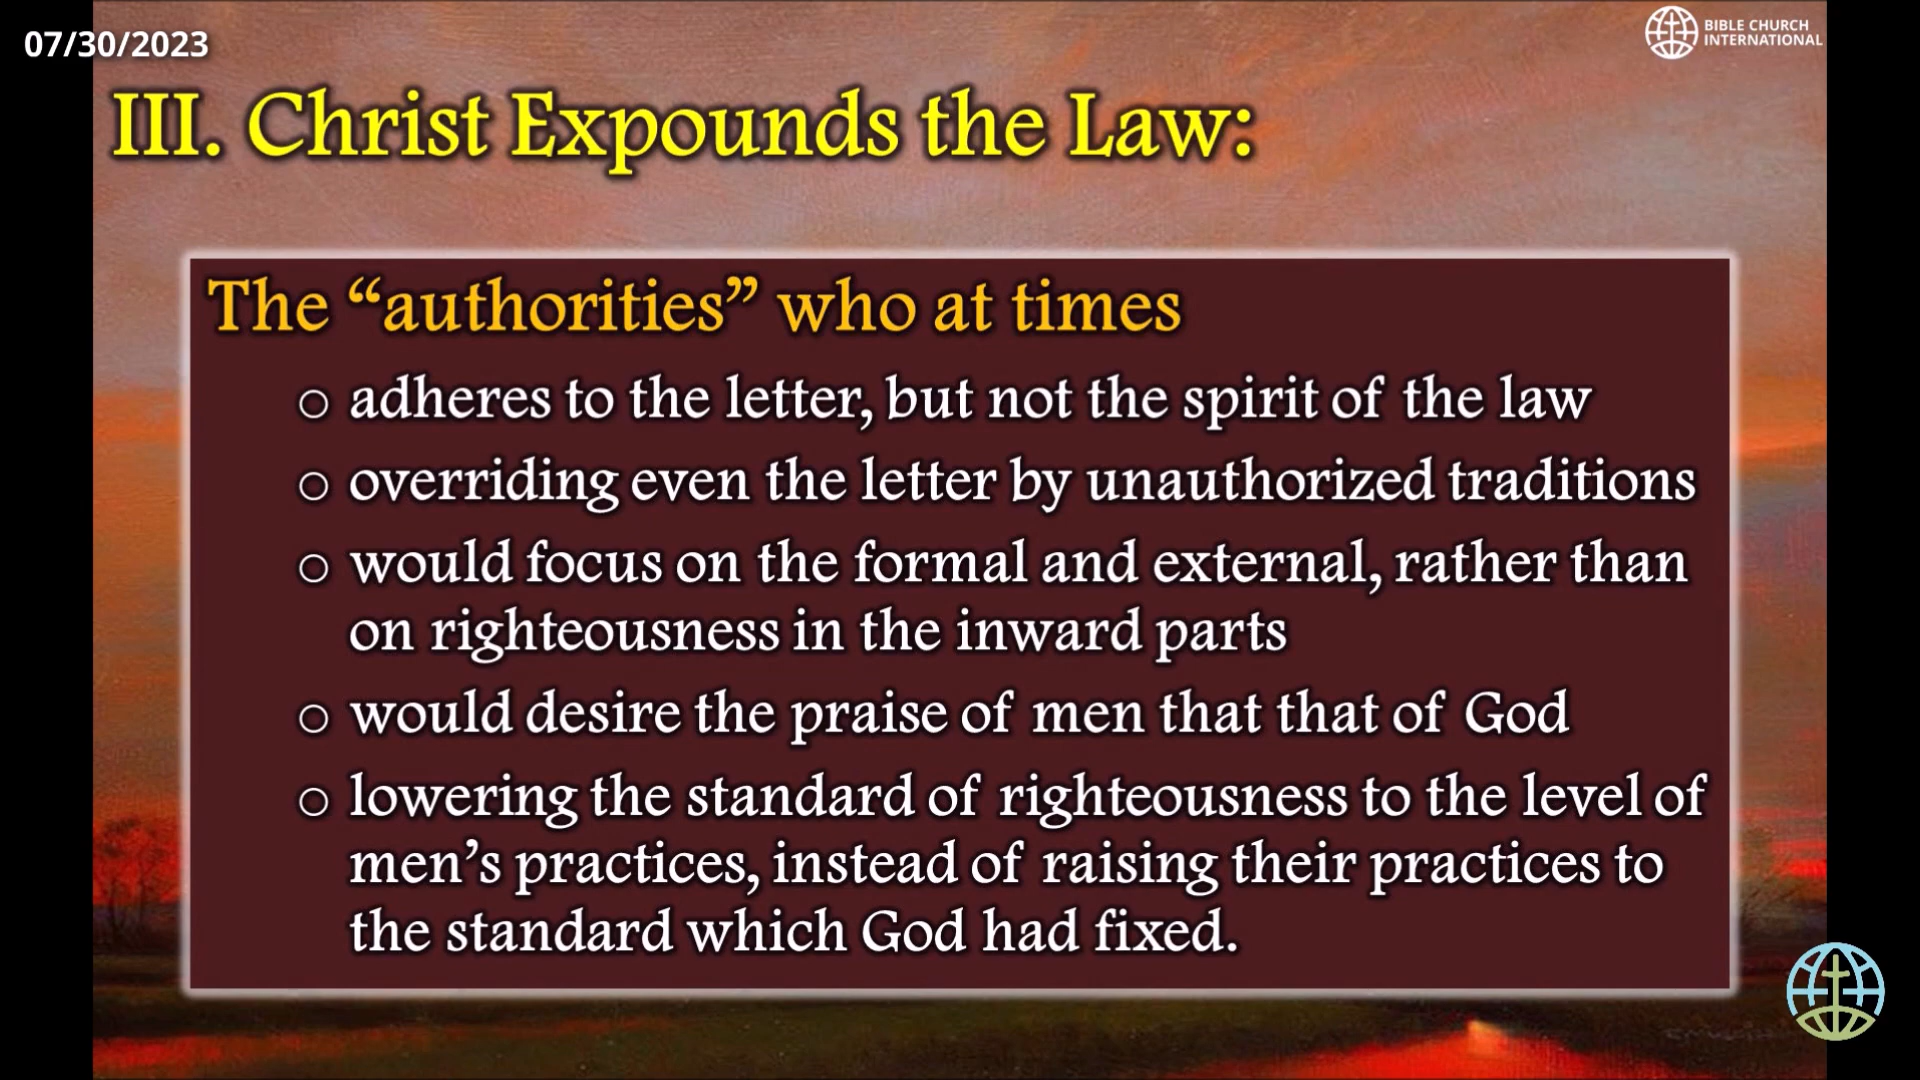 07/30/2023
BIBLE CHURCH
INTERNATIONAL
III. Christ Expounds the Law:
The “authorities” who at times
o adheres to the letter, but not the spirit of the law
o overriding even the letter by unauthorized traditions
o would focus on the formal and external, rather than
on righteousness in the inward parts
o would desire the praise of men that that of God
o lowering the standard of righteousness to the level of
men’s practices, instead of raising their practices to
the standard which God had fixed.